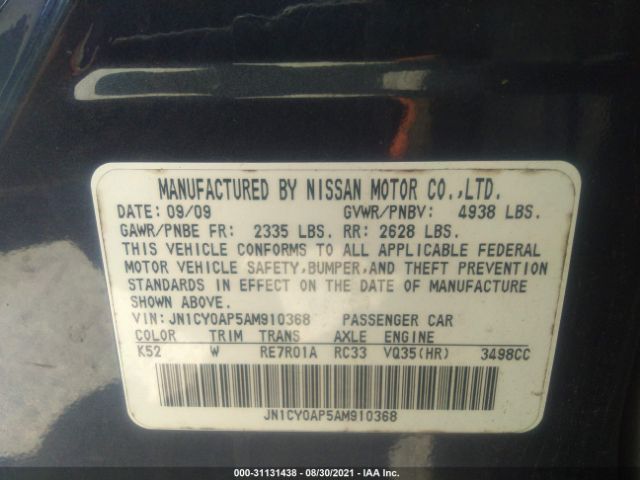 MANUFACTURED BY NISSAN MOTOR CO.,LTD.
DATE: 09/09 GVWR/PNBV: 4938 LBS.
GAWR/PNBE FR: 2335 LBS. RR: 2628 LBS.
THIS VEHICLE CONFORMS TO ALL APPLICABLE FEDERAL
MOTOR VEHICLE SAFETY,BUMPER,AND THEFT PREVENTION
STANDARDS IN EFFECT ON THE DATE OF MANUFACTURE
SHOWN ABOVE.
VIN: JN1CY0AP5AM910368 PASSENGER CAR
COLOR TRIM TRANS AXLE ENGINE
K52 W RE7R01A RC33 VQ35(HR) 3498CC
JN1CY0AP5AM910368
000-31131438 - 08/30/2021 - IAA Inc.